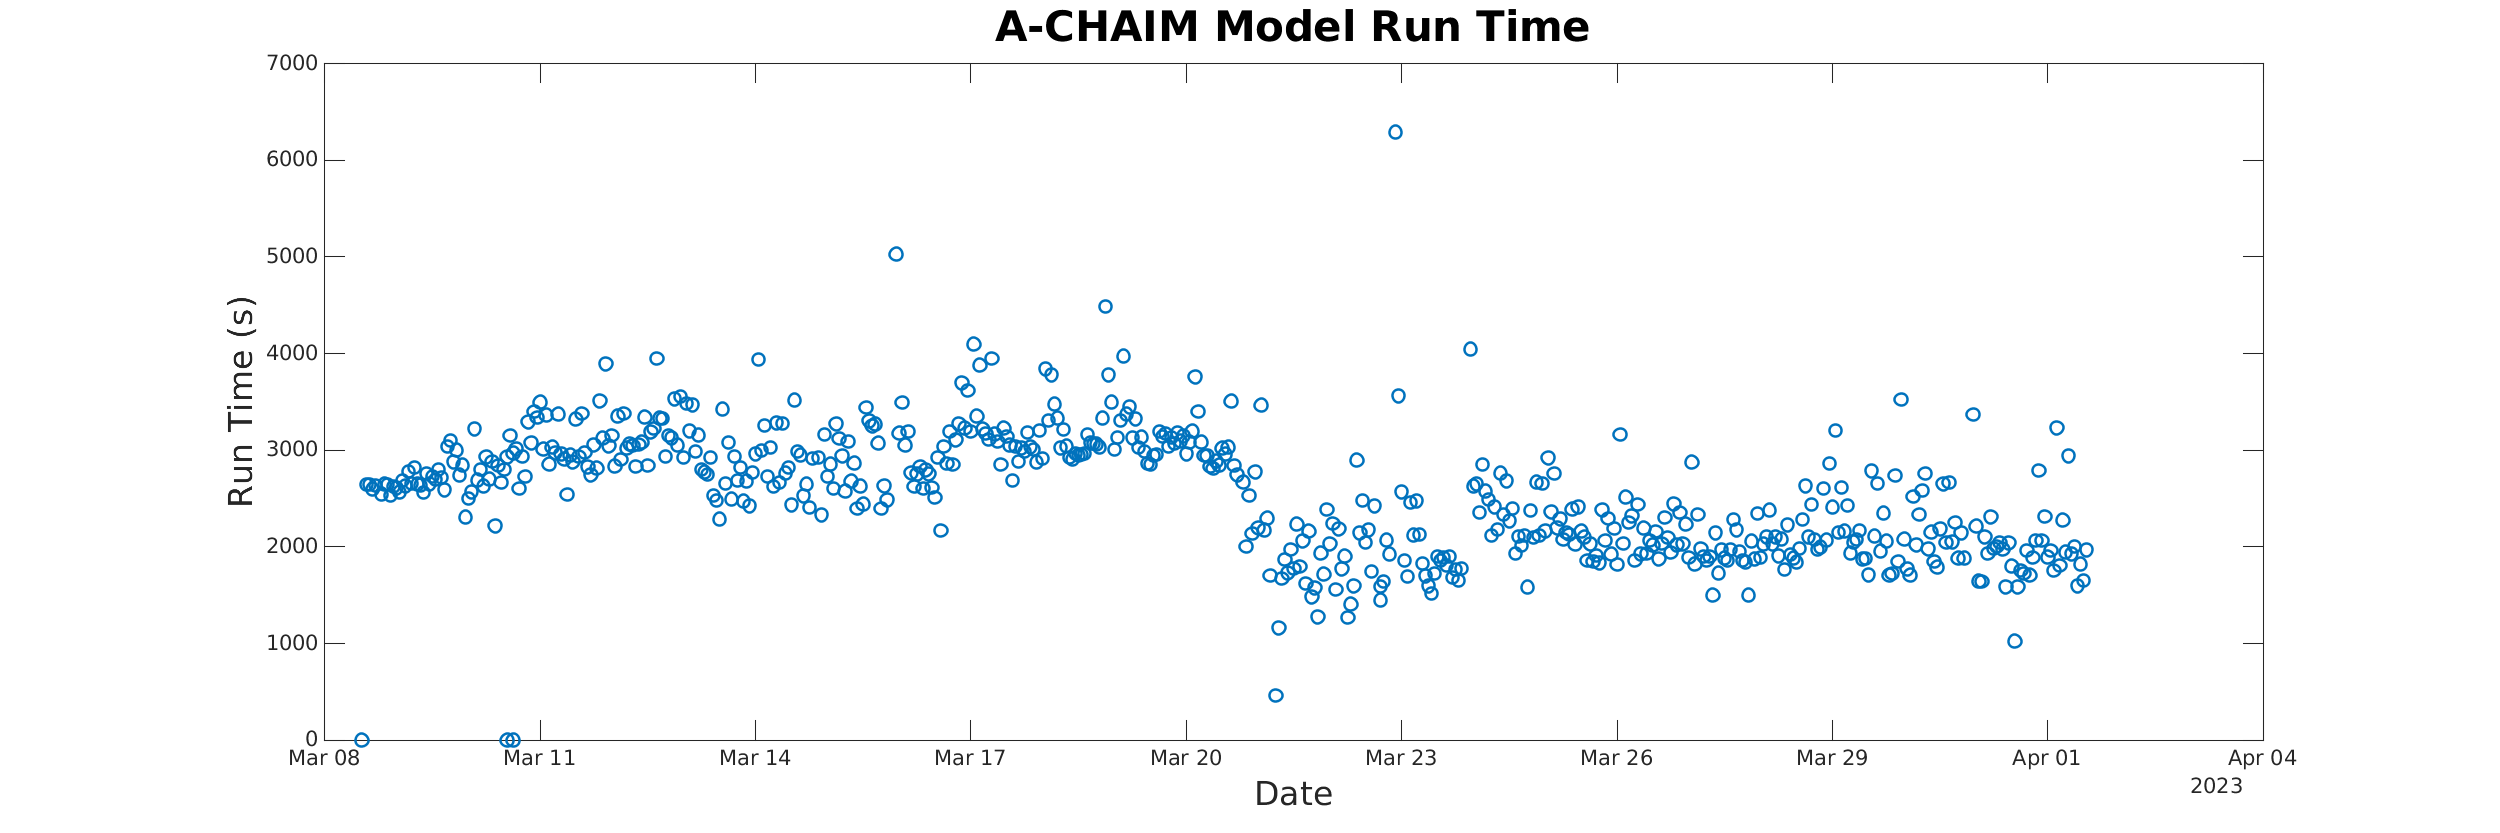 A-CHAIM Model Run Time
7000
6000
5000
4000
3000
2000
1000
0
Run Time (s)
Mar 08 Mar 11 Mar 14 Mar 17 Mar 20 Mar 23 Mar 26 Mar 29 Apr 01 Apr 04
2023
Date